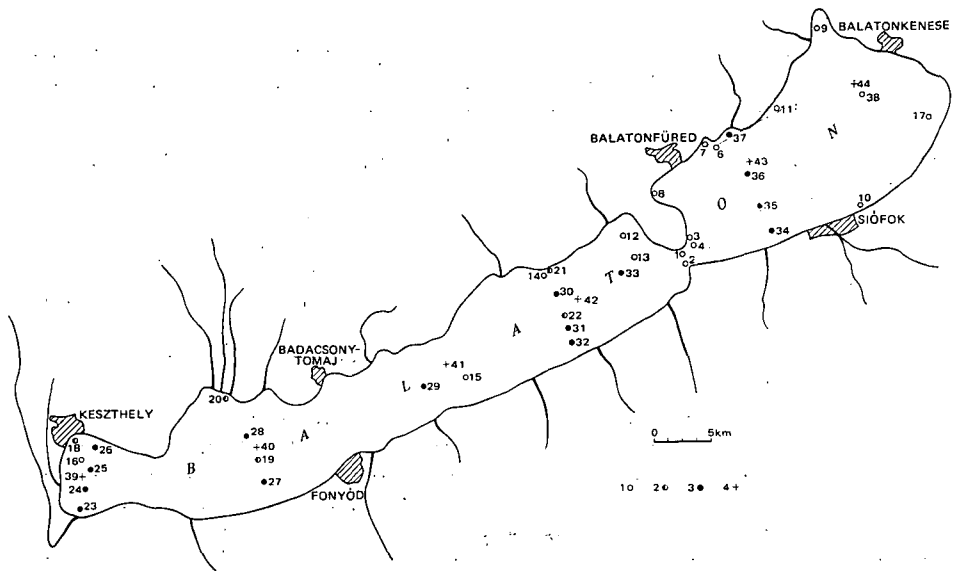 9
BALATONKENESE
44
38
11
17
37
BALATONFÜRED
7
6
43
36
N
8
O
35
10
SIÓFOK
34
12
3
4
1
2
13
14
21
33
T
30
42
22
A
31
32
BADACSONY-
TOMAJ
41
29
L
15
20
KESZTHELY
28
A
18
26
40
16
19
B
25
39
24
27
FONYÓD
23
0 5km
1 2 3 4